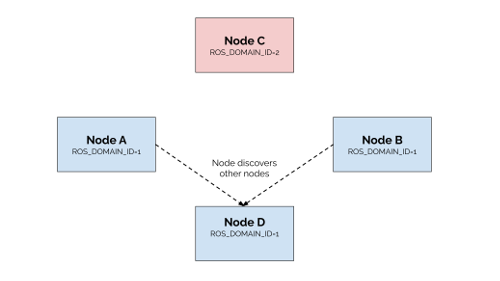 Node C
ROS_DOMAIN_ID=2
Node A
ROS_DOMAIN_ID=1
Node B
ROS_DOMAIN_ID=1
Node discovers
other nodes
Node D
ROS_DOMAIN_ID=1